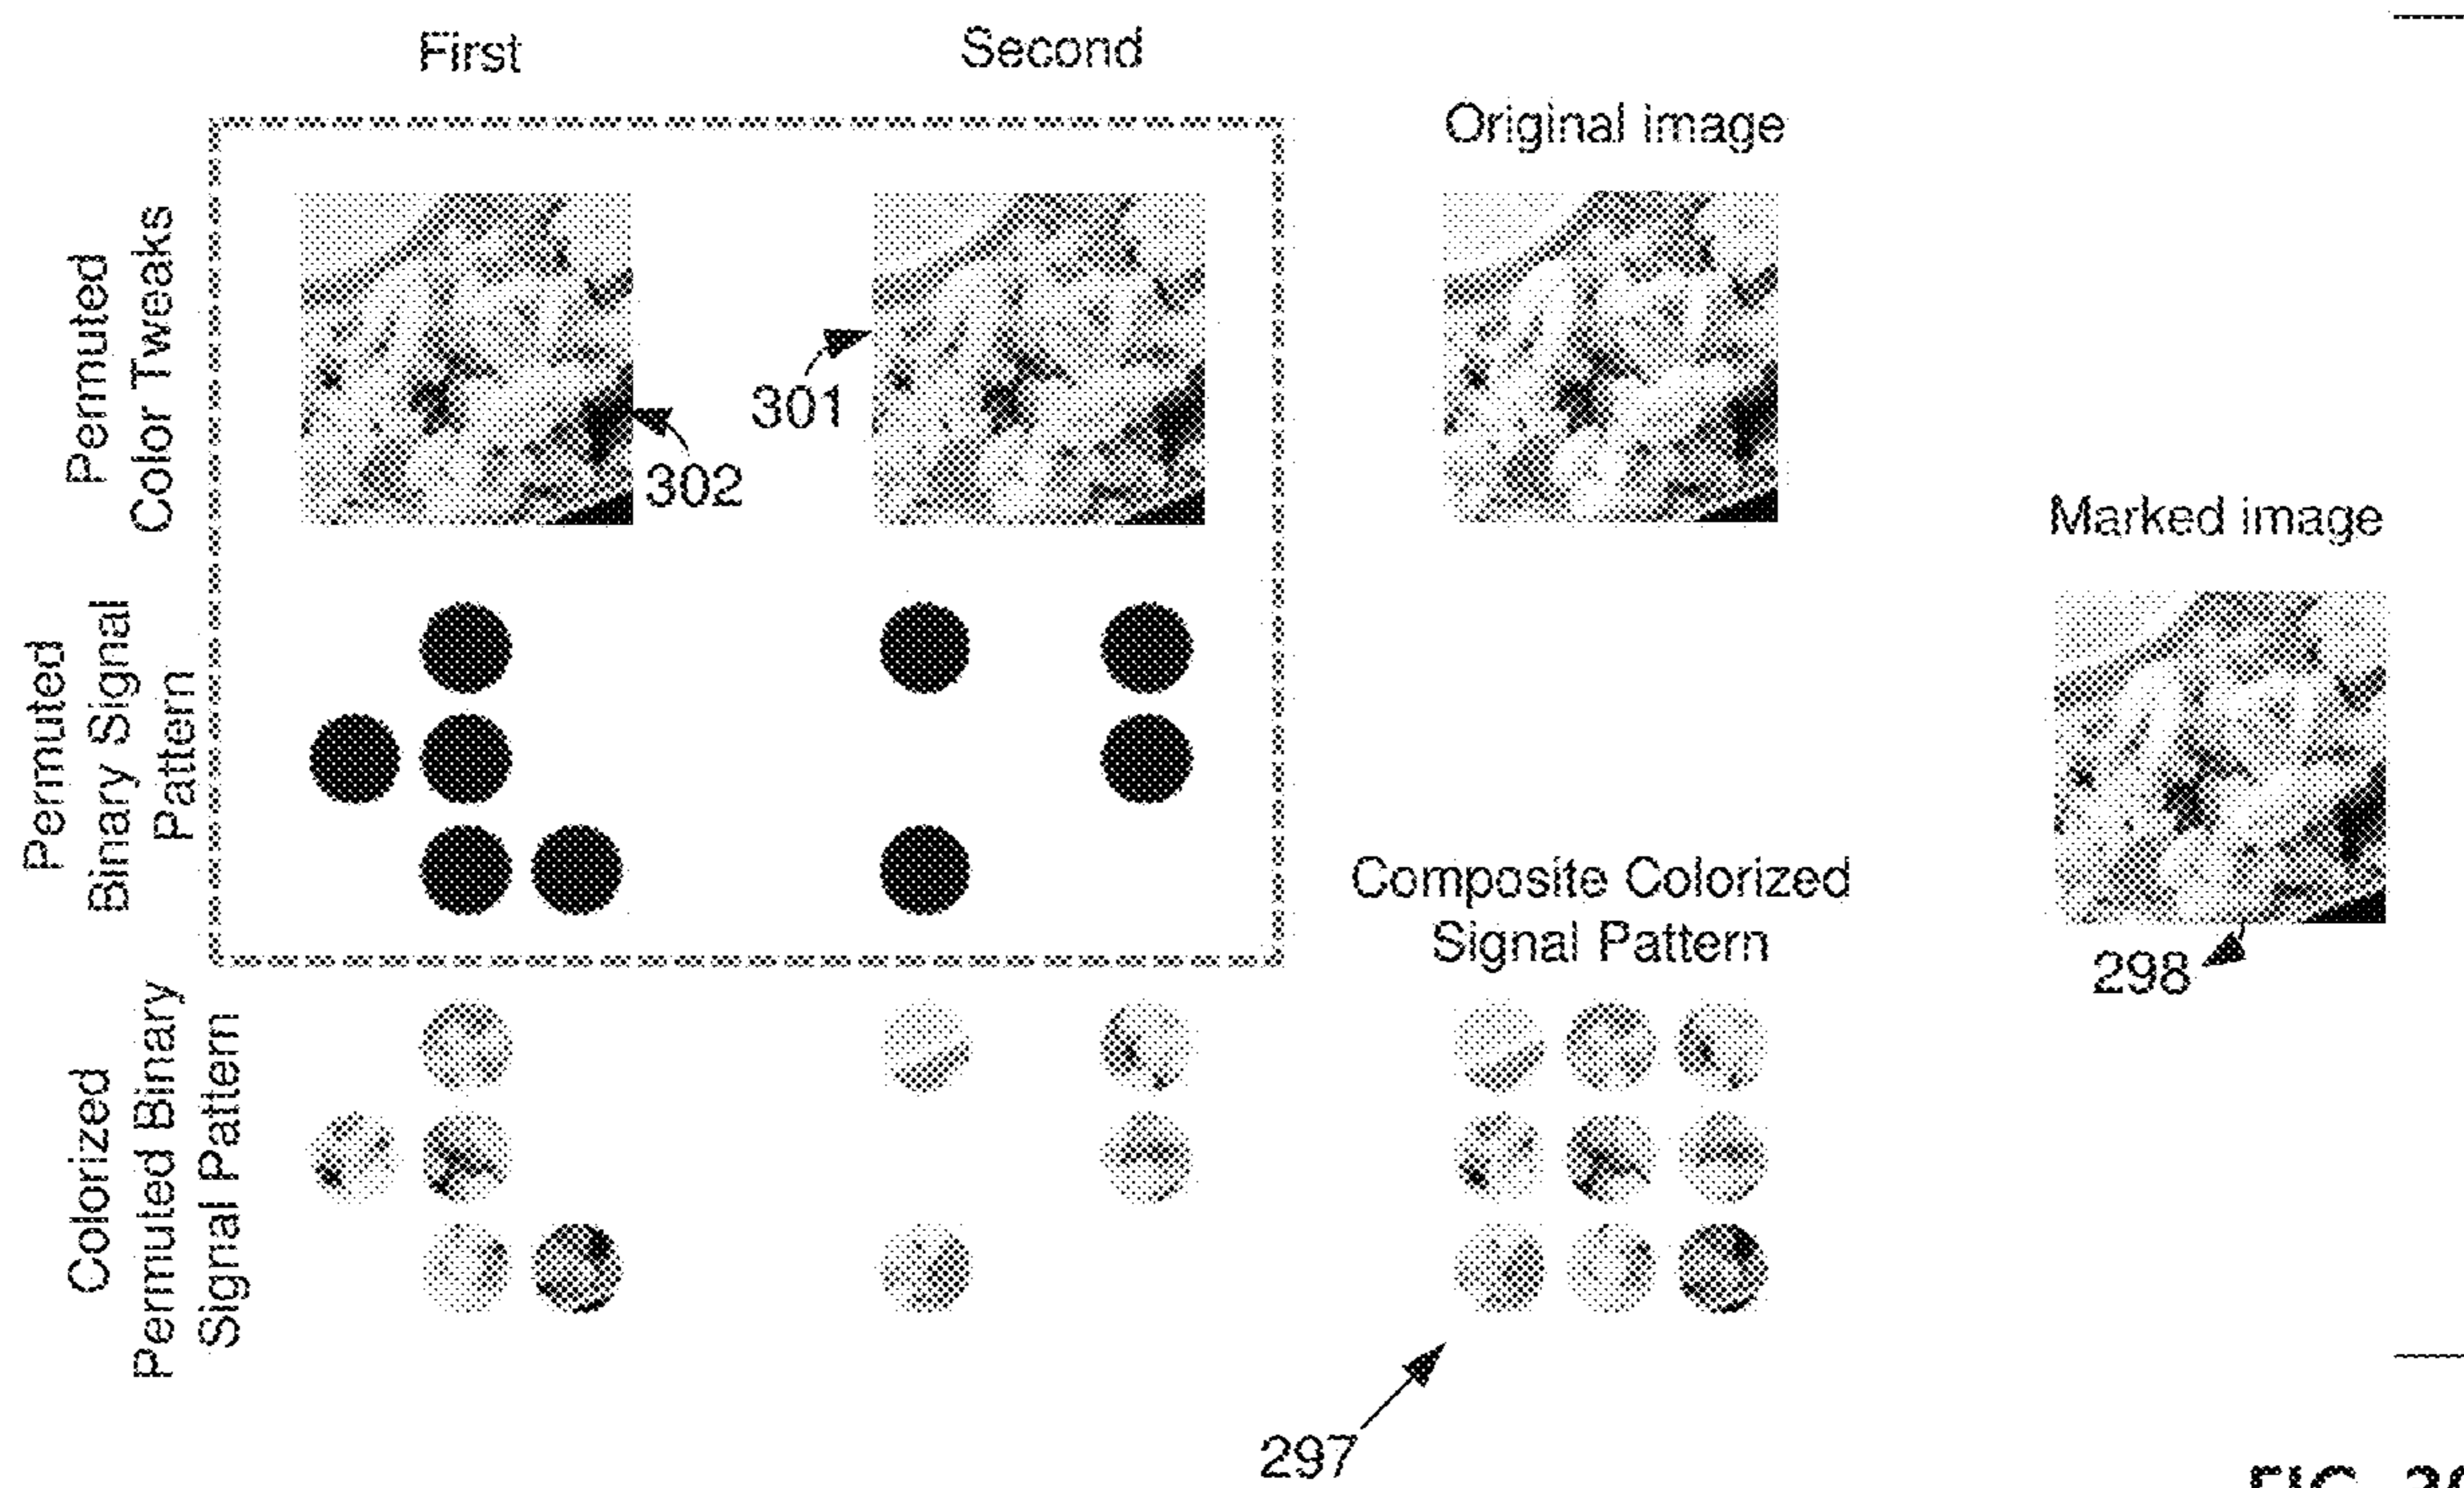 First
Second
Original image
Permuted
Color Tweaks
301
302
Marked image
Permuted
Binary Signal
Pattern
Composite Colorized
Signal Pattern
298
Colorized
Permuted Binary
Signal Pattern
297
FIG.